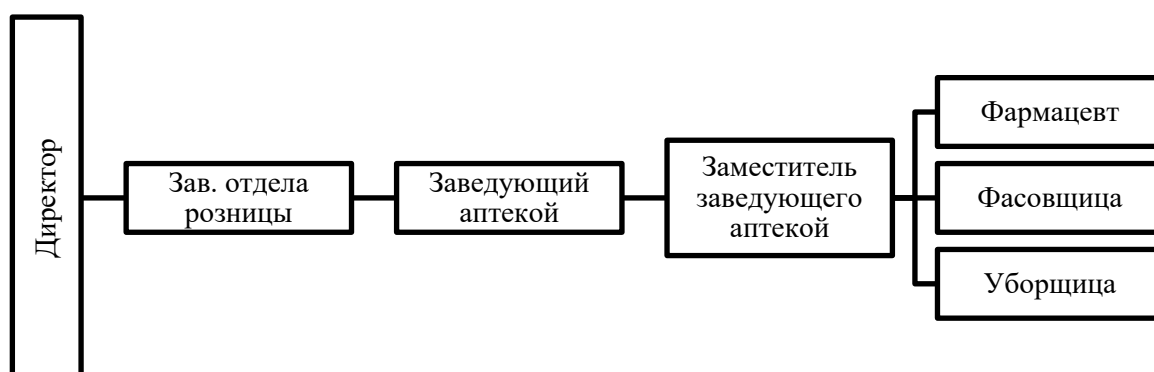 Директор
Зав. отдела
розницы
Заведующий
аптекой
Заместитель
заведующего
аптекой
Фармацевт
Фасовщица
Уборщица